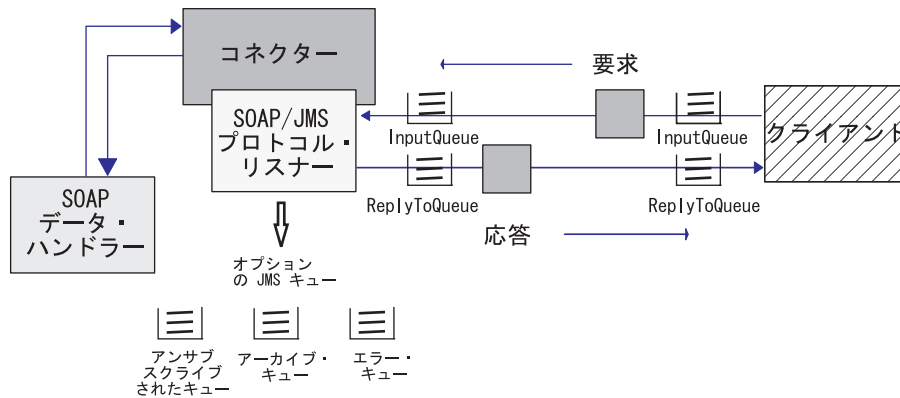 コネクター
要求
SOAP/JMS
プロトコル・
リスナー
InputQueue
InputQueue
クライアント
SOAP
データ・
ハンドラー
ReplyToQueue
ReplyToQueue
応答
オプション
の JMS キュー
アンサブ
スクライブ
されたキュー
アーカイブ・
キュー
エラー・
キュー